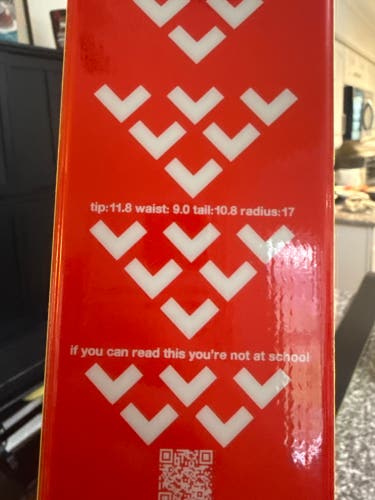 tip:11.8 waist: 9.0 tail:10.8 radius:17
if you can read this you're not at school